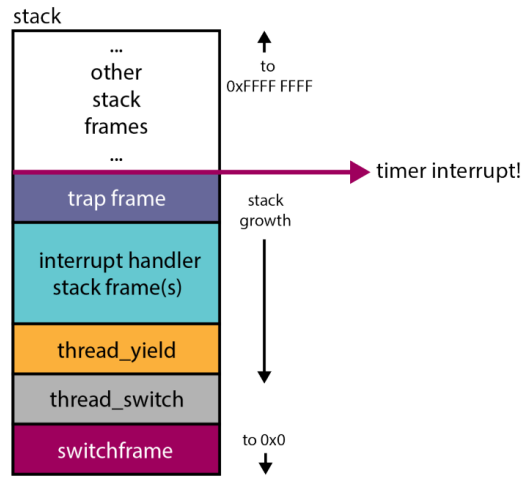 stack
...
other
stack
frames
...
to
0xFFFF FFFF
timer interrupt!
trap frame
stack
growth
interrupt handler
stack frame(s)
thread_yield
thread_switch
switchframe
to 0x0